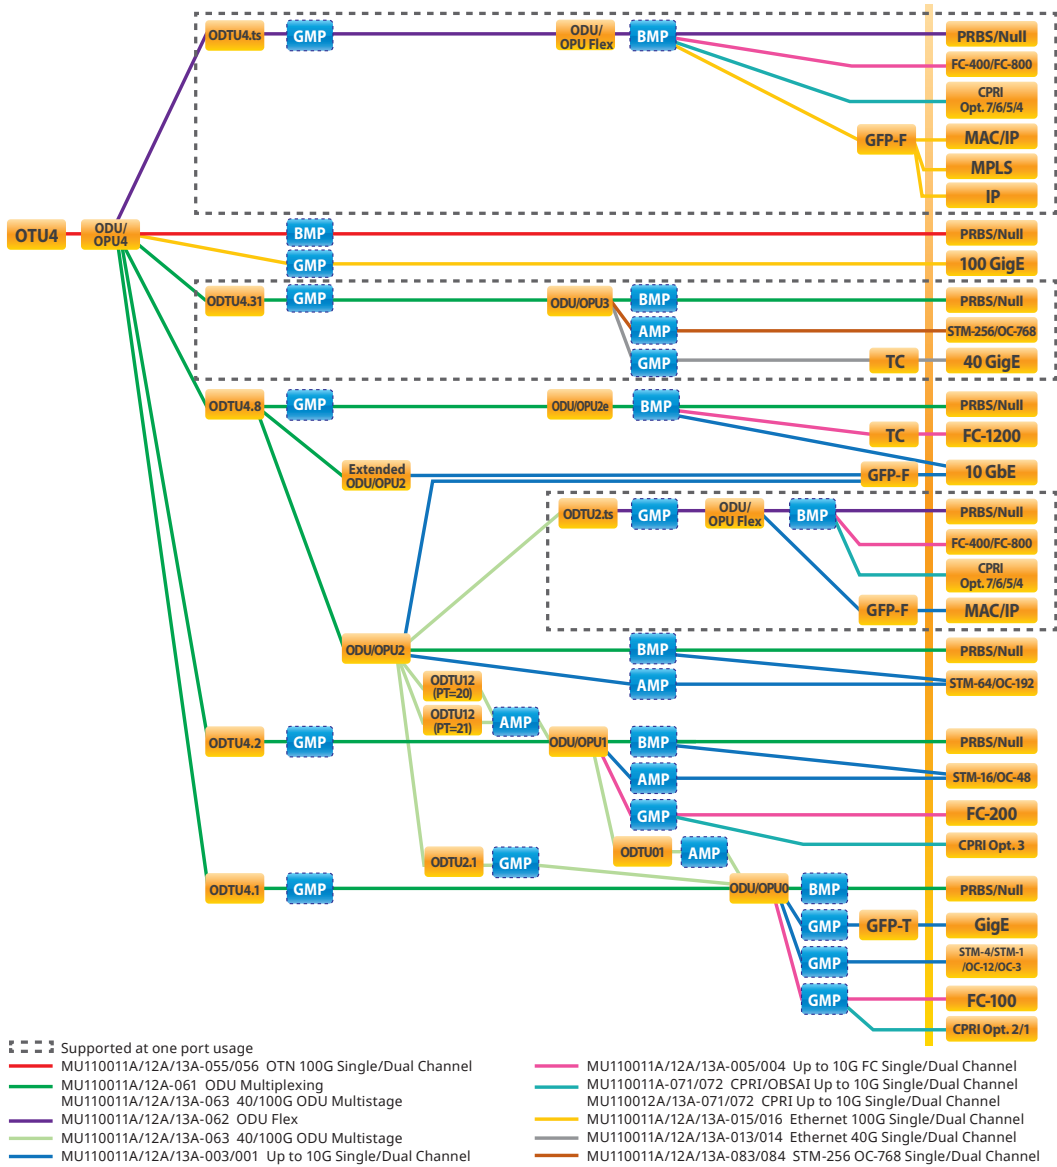 ODTU4.ts
GMP
ODU/
OPU Flex
BMP
PRBS/Null
FC-400/FC-800
CPRI
Opt. 7/6/5/4
GFP-F
MAC/IP
MPLS
IP
OTU4
ODU/
OPU4
BMP
PRBS/Null
GMP
100 GigE
ODTU4.31
GMP
ODU/OPU3
BMP
PRBS/Null
AMP
STM-256/OC-768
GMP
TC
40 GigE
ODTU4.8
GMP
ODU/OPU2e
BMP
PRBS/Null
TC
FC-1200
Extended
ODU/OPU2
GFP-F
10 GbE
ODTU2.ts
GMP
ODU/
OPU Flex
BMP
PRBS/Null
FC-400/FC-800
CPRI
Opt. 7/6/5/4
GFP-F
MAC/IP
ODU/OPU2
BMP
PRBS/Null
ODTU12
(PT=20)
AMP
STM-64/OC-192
ODTU12
(PT=21)
AMP
ODTU4.2
GMP
ODU/OPU1
BMP
PRBS/Null
AMP
STM-16/OC-48
GMP
FC-200
CPRI Opt. 3
ODTU2.1
GMP
ODTU01
AMP
ODTU4.1
GMP
ODU/OPU0
BMP
PRBS/Null
GMP
GFP-T
GigE
GMP
STM-4/STM-1
/OC-12/OC-3
GMP
FC-100
CPRI Opt. 2/1
Supported at one port usage
MU110011A/12A/13A-055/056 OTN 100G Single/Dual Channel
MU110011A/12A-061 ODU Multiplexing
MU110011A/12A/13A-063 40/100G ODU Multistage
MU110011A/12A/13A-062 ODU Flex
MU110011A/12A/13A-063 40/100G ODU Multistage
MU110011A/12A/13A-003/001 Up to 10G Single/Dual Channel
MU110011A/12A/13A-005/004 Up to 10G FC Single/Dual Channel
MU110011A-071/072 CPRI/OBSAI Up to 10G Single/Dual Channel
MU110012A/13A-071/072 CPRI Up to 10G Single/Dual Channel
MU110011A/12A/13A-015/016 Ethernet 100G Single/Dual Channel
MU110011A/12A/13A-013/014 Ethernet 40G Single/Dual Channel
MU110011A/12A/13A-083/084 STM-256 OC-768 Single/Dual Channel